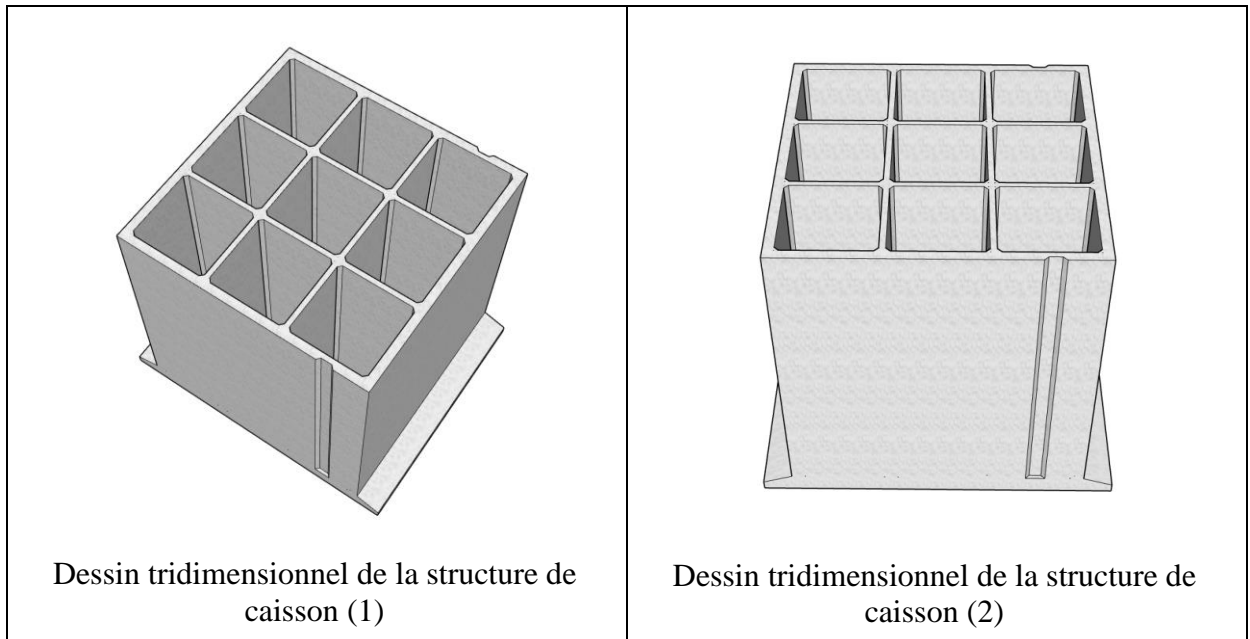 Dessin tridimensionnel de la structure de
caisson (1)
Dessin tridimensionnel de la structure de
caisson (2)